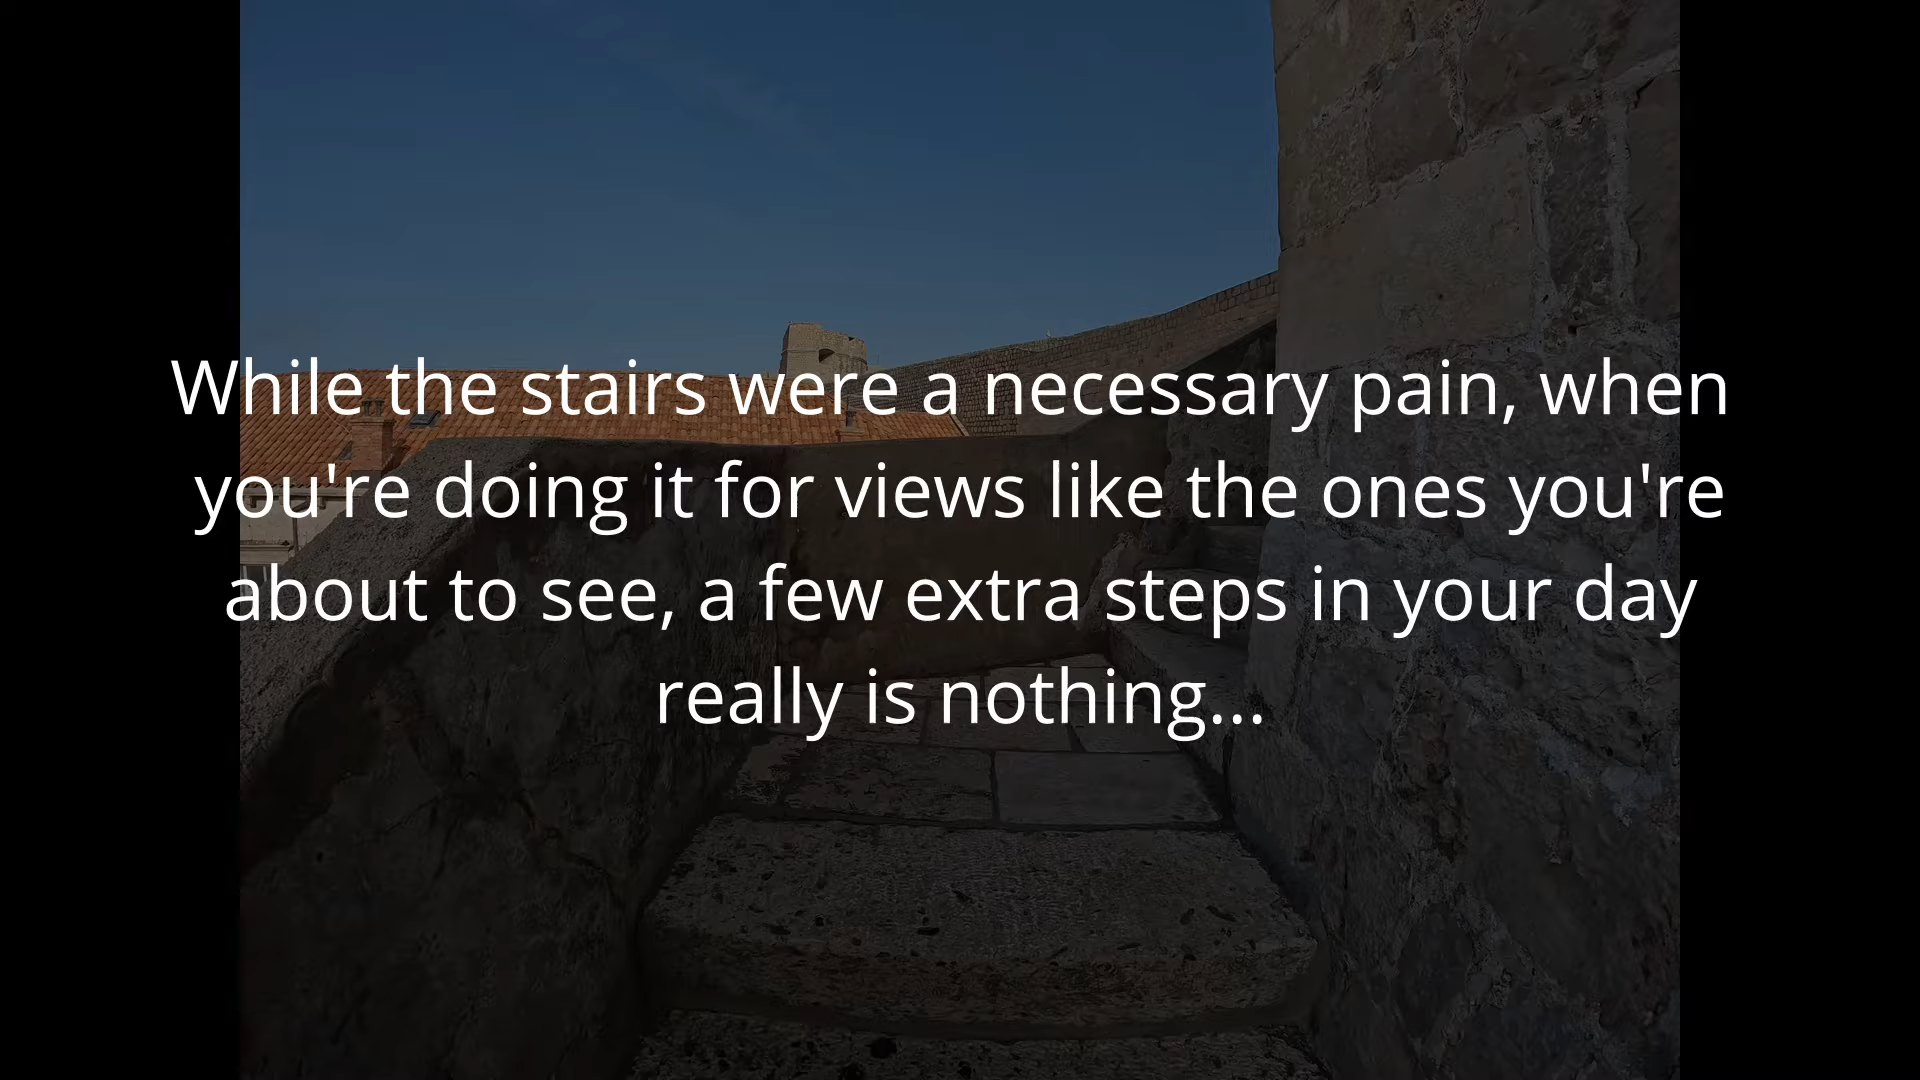 While the stairs were a necessary pain, when
you're doing it for views like the ones you're
about to see, a few extra steps in your day
really is nothing...